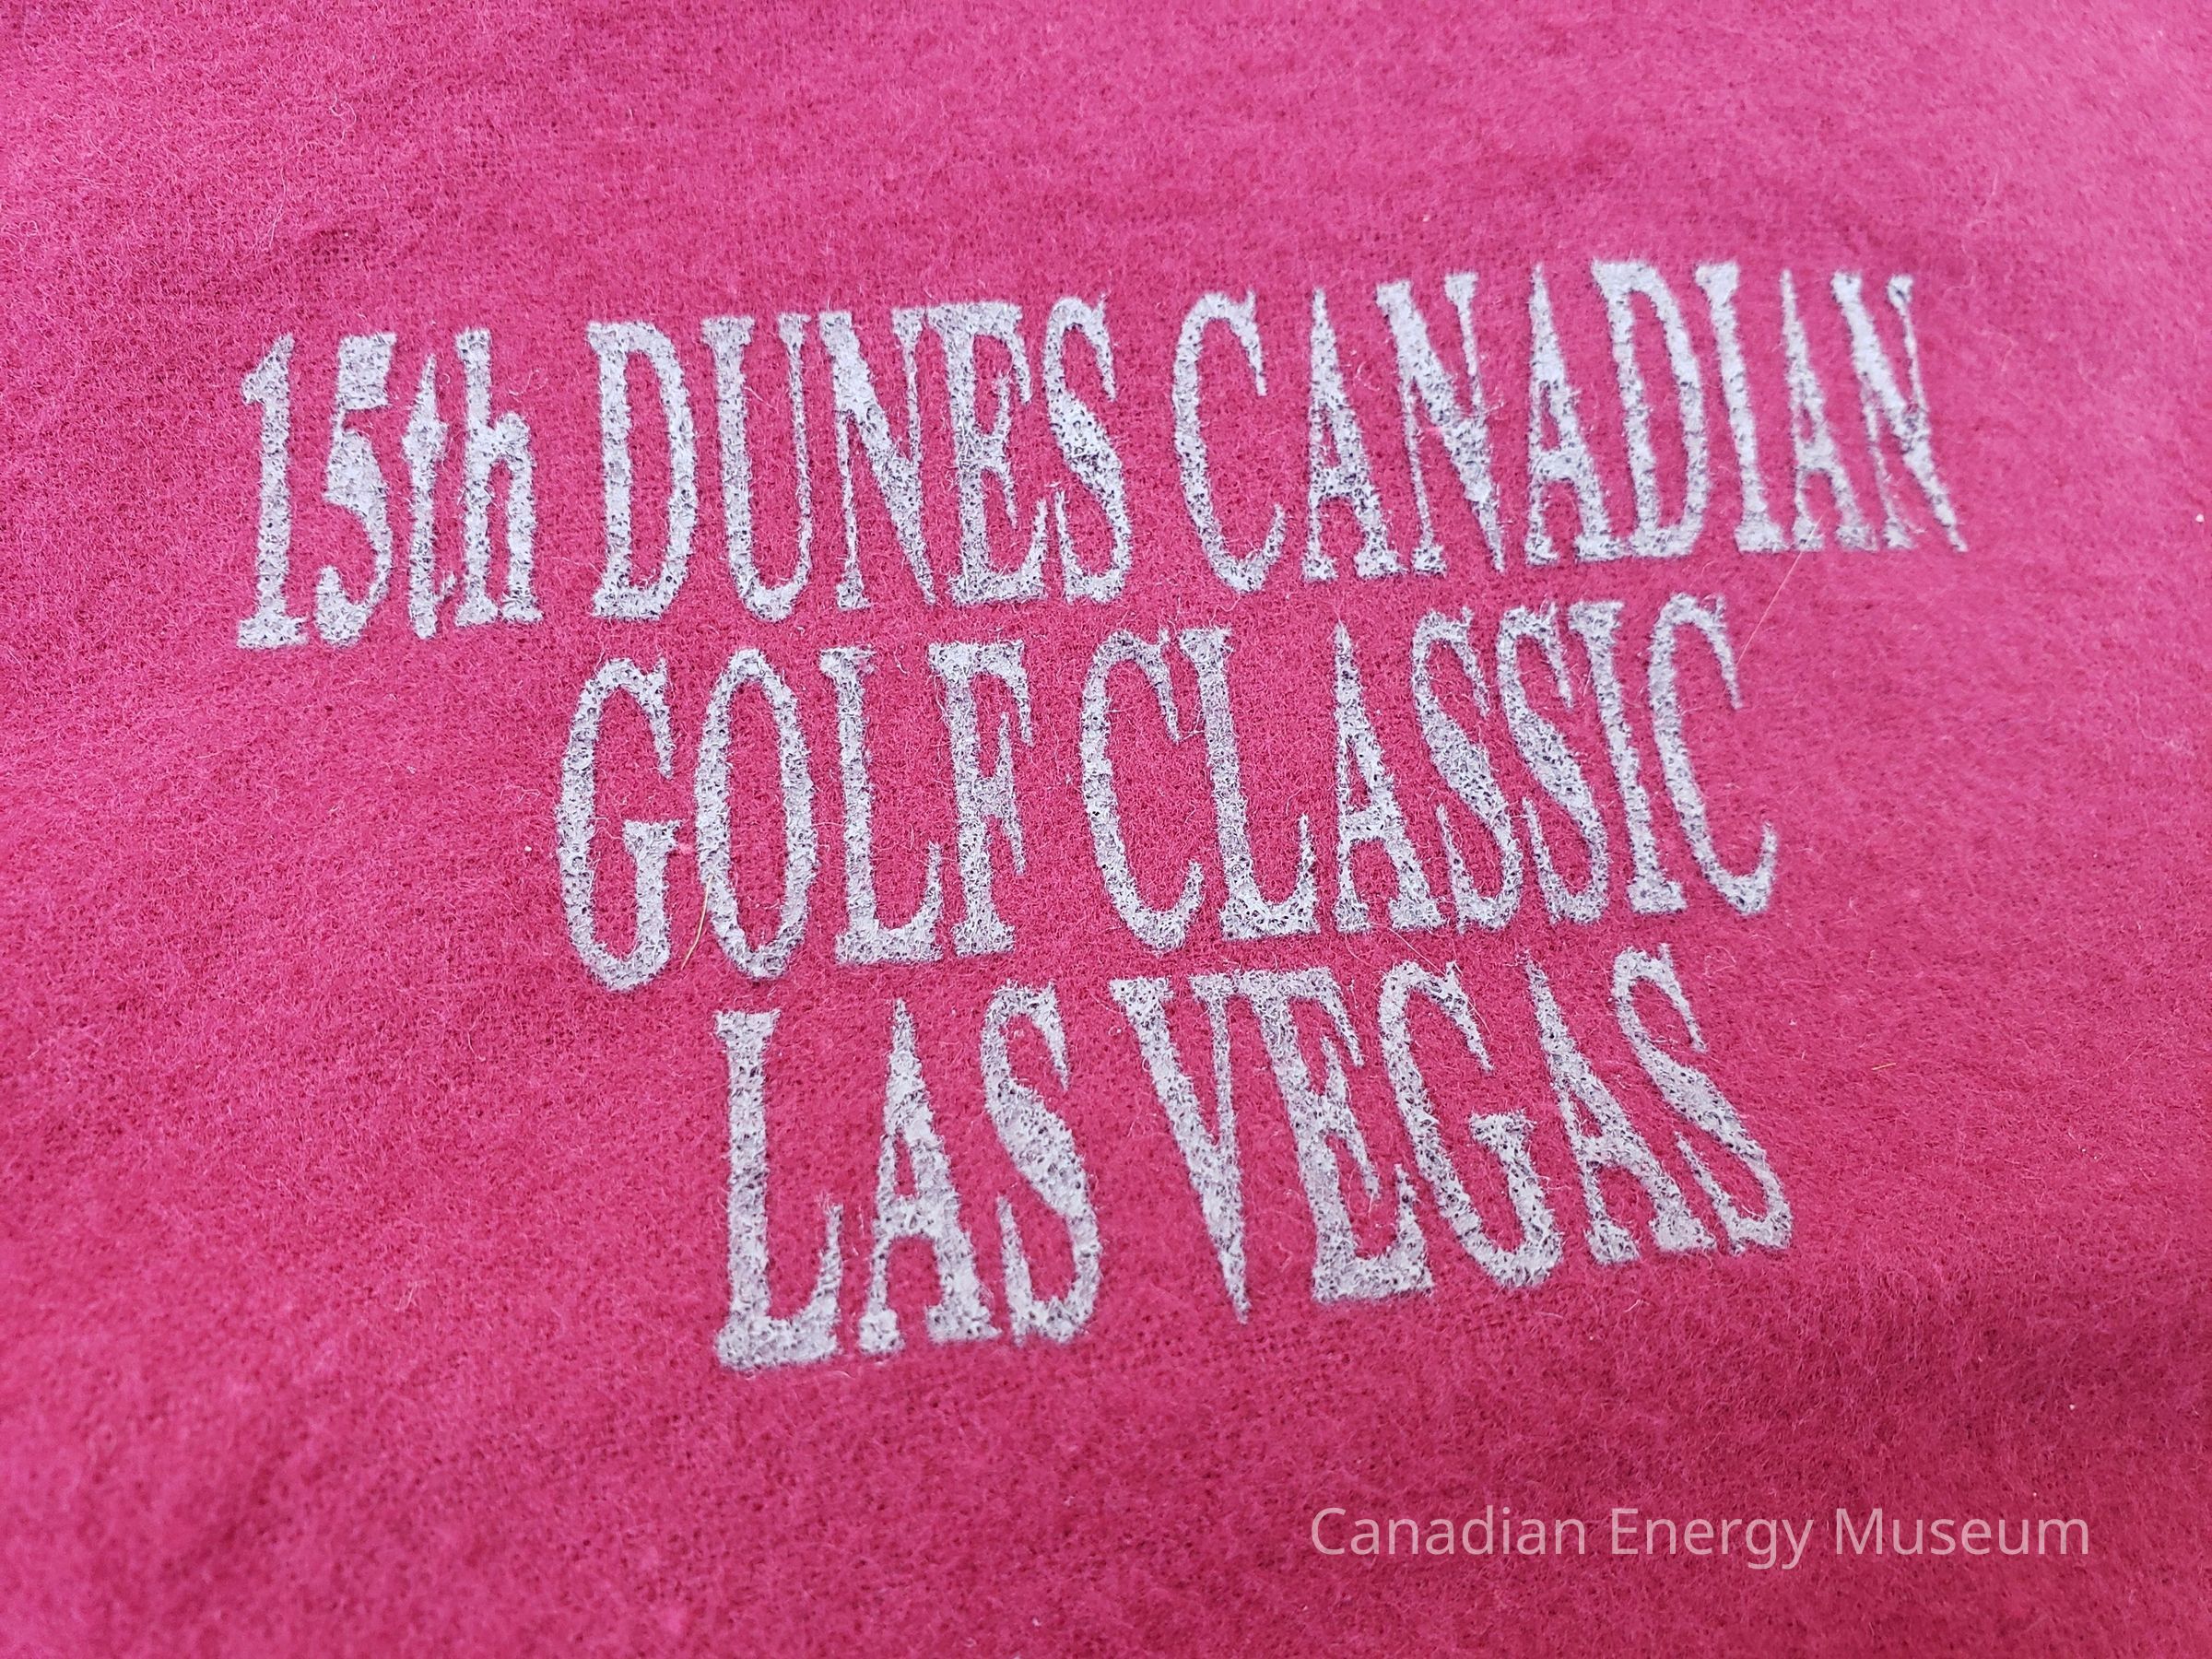 15th DUNES CANADIAN
GOLF CLASSIC
LAS VEGAS
Canadian Energy Museum